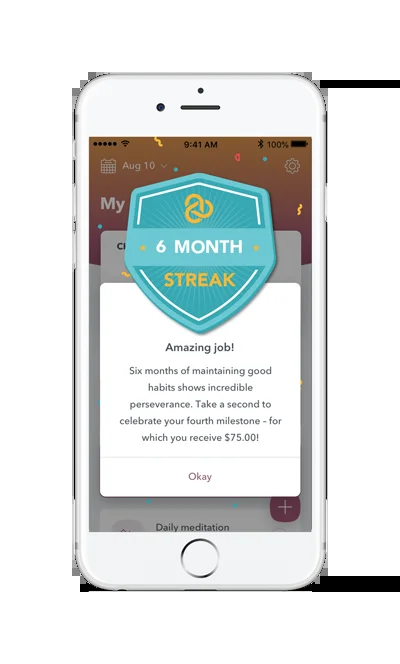 9:41 AM
100%
Aug 10
My
6 MONTH
STREAK
Amazing job!
Six months of maintaining good
habits shows incredible
perseverance. Take a second to
celebrate your fourth milestone – for
which you receive $75.00!
Okay
Daily meditation